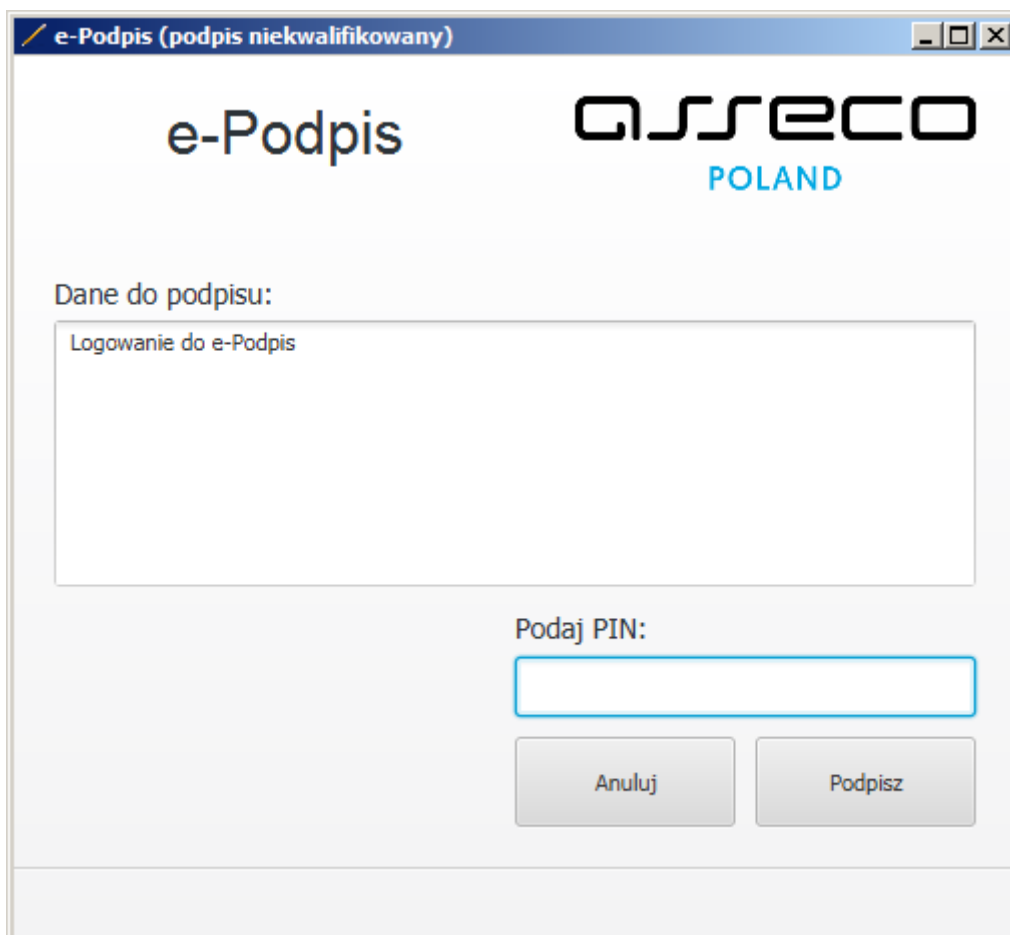 e-Podpis (podpis niekwalifikowany)
e-Podpis
asseco
POLAND
Dane do podpisu:
Logowanie do e-Podpis
Podaj PIN:
Anuluj
Podpisz